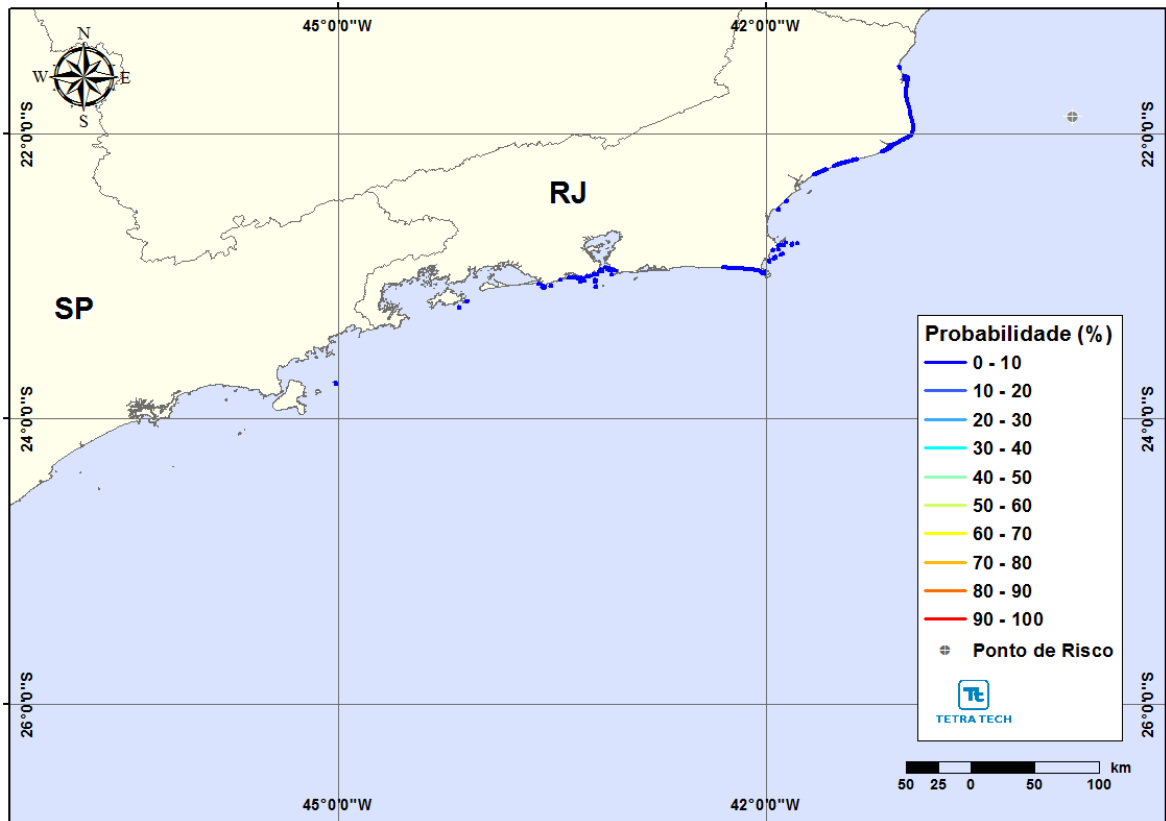 45°0'0"W
42°0'0"W
N
W
E
S
22°0'0"S
22°0'0"S
RJ
SP
Probabilidade (%)
0 - 10
10 - 20
20 - 30
30 - 40
40 - 50
50 - 60
60 - 70
70 - 80
80 - 90
90 - 100
Ponto de Risco
Tt
TETRA TECH
24°0'0"S
24°0'0"S
26°0'0"S
26°0'0"S
km
50 25 0 50 100
45°0'0"W
42°0'0"W